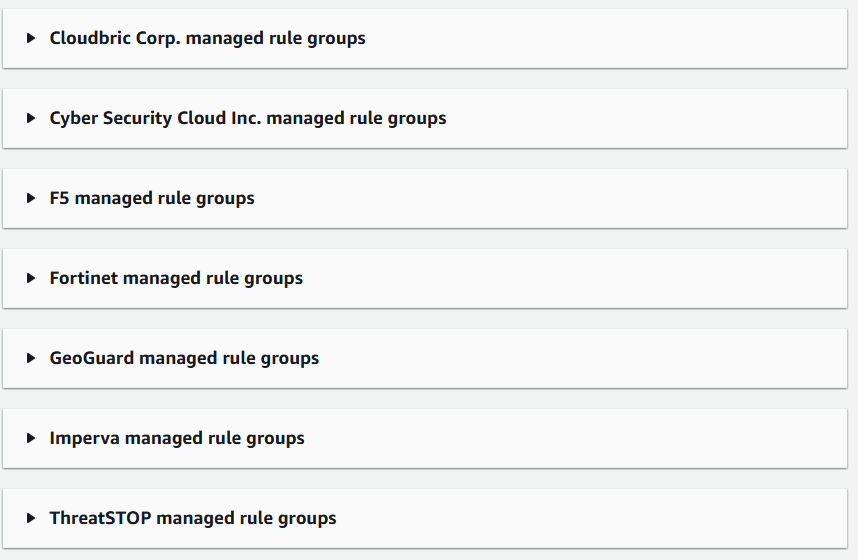 Cloudbric Corp. managed rule groups
Cyber Security Cloud Inc. managed rule groups
F5 managed rule groups
Fortinet managed rule groups
GeoGuard managed rule groups
Imperva managed rule groups
ThreatSTOP managed rule groups